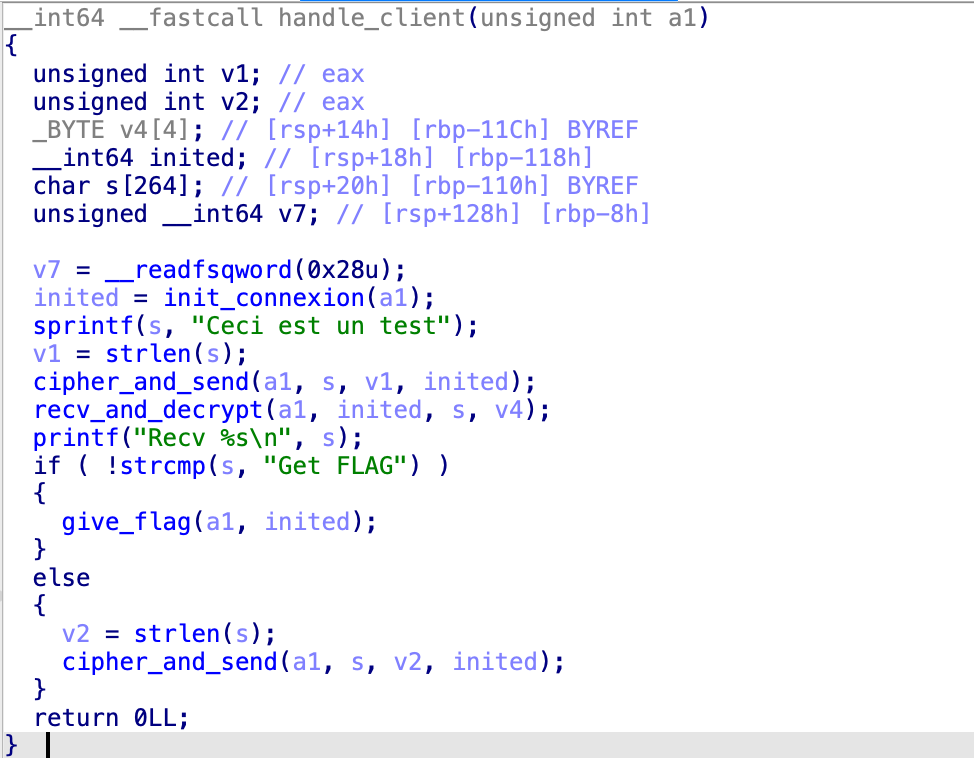 __int64 __fastcall handle_client(unsigned int a1)
{
  unsigned int v1; // eax
  unsigned int v2; // eax
  _BYTE v4[4]; // [rsp+14h] [rbp-11Ch] BYREF
  __int64 inited; // [rsp+18h] [rbp-118h]
  char s[264]; // [rsp+20h] [rbp-110h] BYREF
  unsigned __int64 v7; // [rsp+128h] [rbp-8h]

  v7 = __readfsqword(0x28u);
  inited = init_connexion(a1);
  sprintf(s, "Ceci est un test");
  v1 = strlen(s);
  cipher_and_send(a1, s, v1, inited);
  recv_and_decrypt(a1, inited, s, v4);
  printf("Recv %s\n", s);
  if ( !strcmp(s, "Get FLAG") )
  {
    give_flag(a1, inited);
  }
  else
  {
    v2 = strlen(s);
    cipher_and_send(a1, s, v2, inited);
  }
  return 0LL;
}